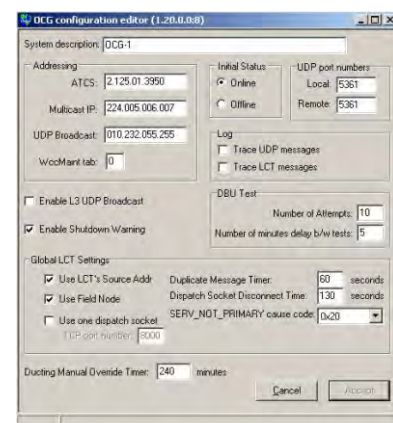 OCG configuration editor (1.20.0.0:8)
System description: OCG-1
Addressing
ATCS: 2.125.01.3950
Multicast IP: 224.005.006.007
UDP Broadcast: 010.232.055.255
WccMaint tab: 0
Initial Status
Online
Offline
UDP port numbers
Local: 5361
Remote: 5361
Log
Trace UDP messages
Trace LCT messages
Enable L3 UDP Broadcast
Enable Shutdown Warning
DBU Test
Number of Attempts: 10
Number of minutes delay b/w tests: 5
Global LCT Settings
Use LCT's Source Addr
Use Field Node
Use one dispatch socket
TCP port number: 8000
Duplicate Message Timer: 60 seconds
Dispatch Socket Disconnect Time: 130 seconds
SERV_NOT_PRIMARY cause code: 0x20
Ducting Manual Override Timer: 240 minutes
Cancel
Accept